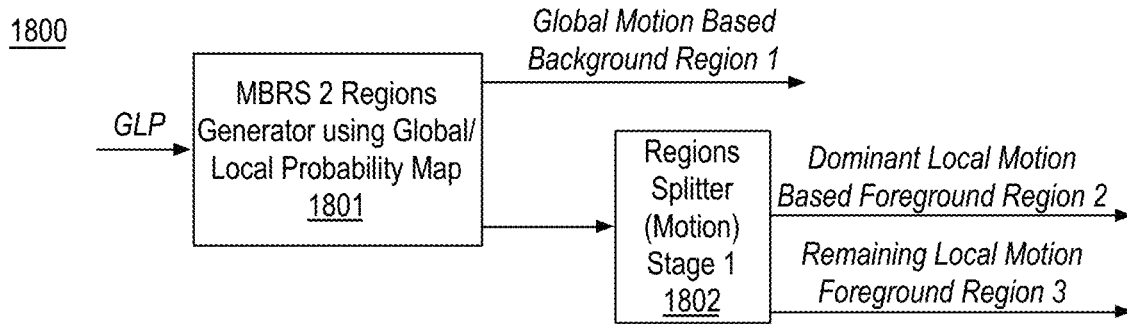 1800
Global Motion Based
Background Region 1
GLP
MBRS 2 Regions
Generator using Global/
Local Probability Map
1801
Regions
Splitter
(Motion)
Stage 1
1802
Dominant Local Motion
Based Foreground Region 2
Remaining Local Motion
Foreground Region 3